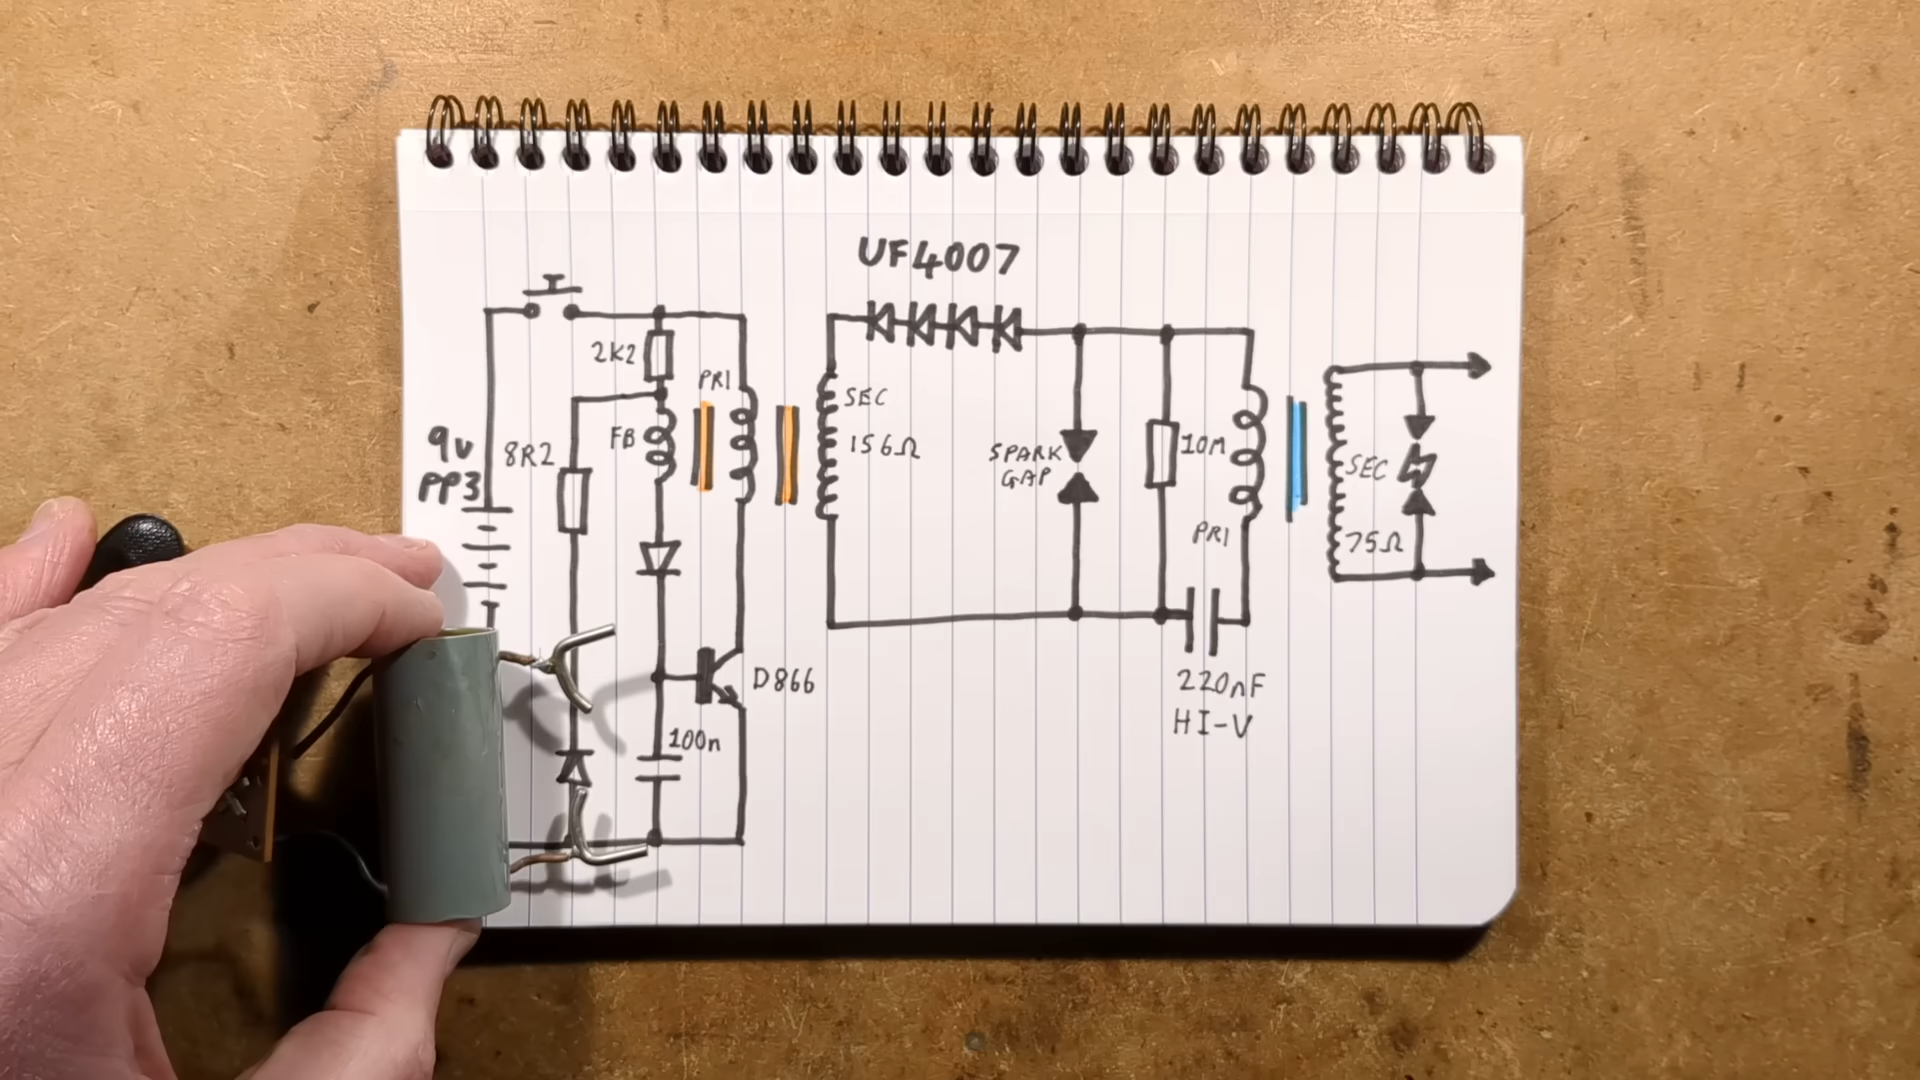 UF4007
2K2
PRI
SEC
9v
PP3
8R2
FB
156Ω
SPARK
GAP
10M
SEC
PRI
75Ω
D866
100n
220nF
HI-V